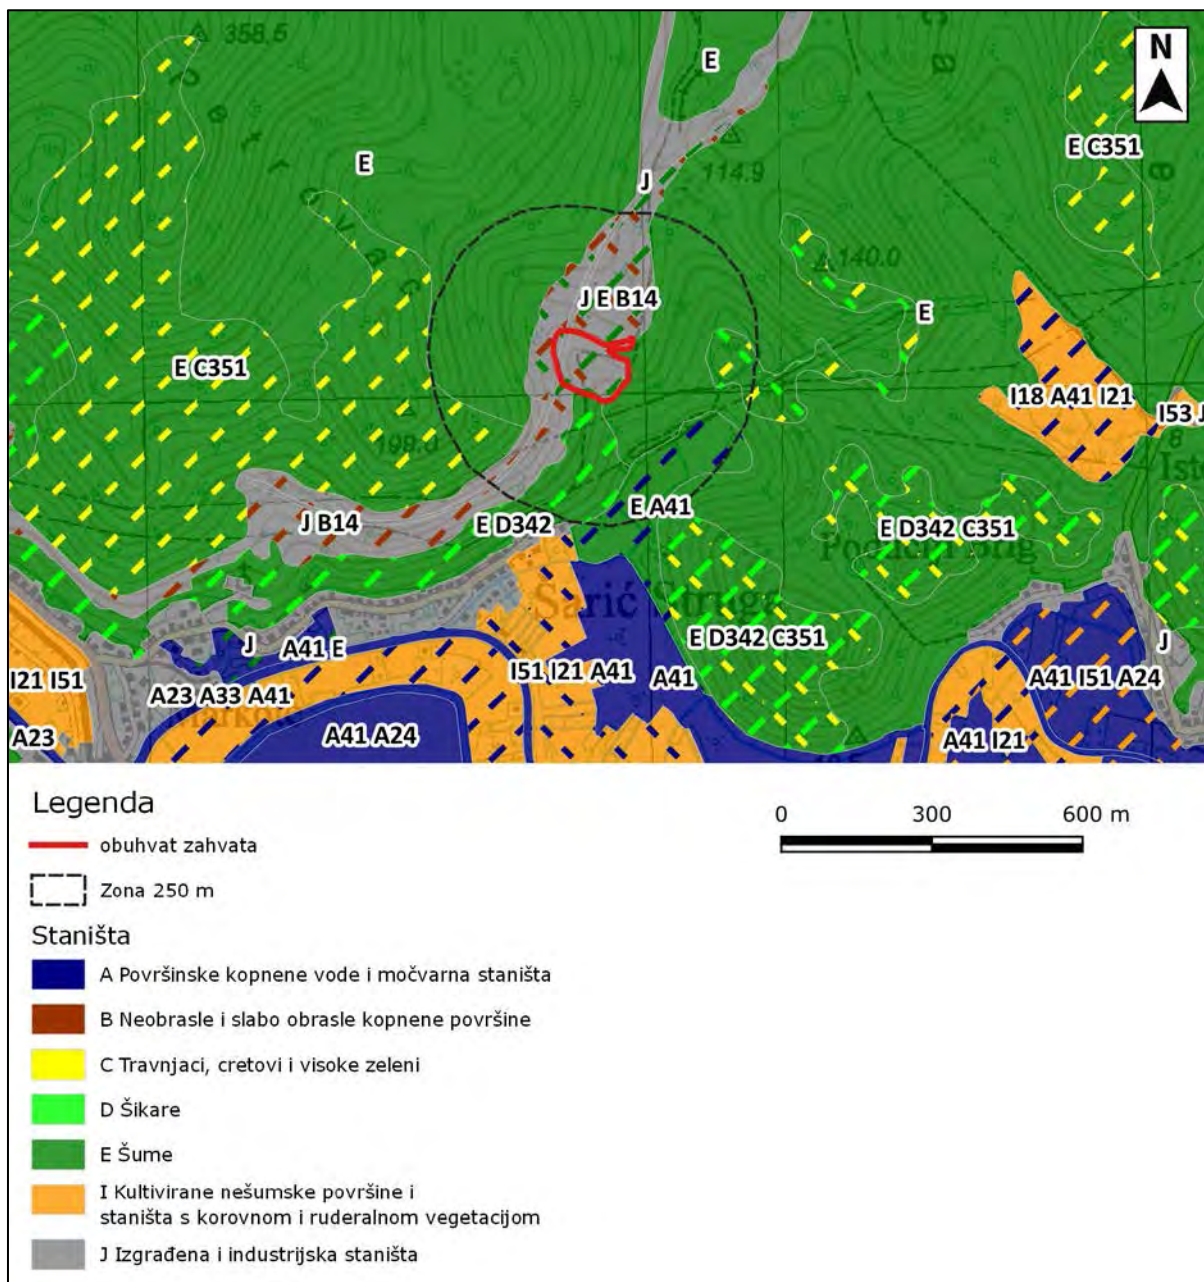 358.5
E
N
E C351
E
J
114.9
140.0
J E B14
E
E C351
I18 A41 I21
I53 J
8
199.0
E A41
J B14
E D342
E D342 C351
Sarić Struga
E D342 C351
J
A41 E
J
I21 I51
I51 I21 A41
A41
A41 I51 A24
A23 A33 A41
A23
A41 A24
A41 I21
Legenda
obuhvat zahvata
Zona 250 m
0 300 600 m
Staništa
A Površinske kopnene vode i močvarna staništa
B Neobrasle i slabo obrasle kopnene površine
C Travnjaci, cretovi i visoke zeleni
D Šikare
E Šume
I Kultivirane nešumske površine i
staništa s korovnom i ruderalnom vegetacijom
J Izgrađena i industrijska staništa